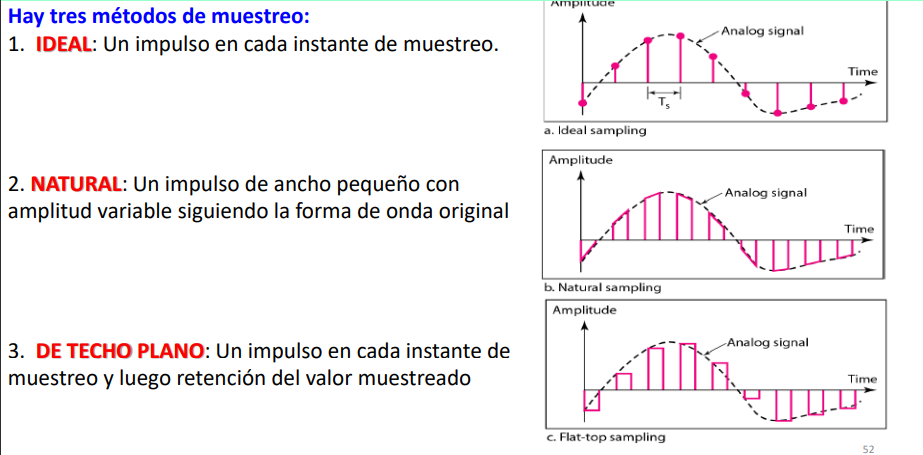 Hay tres métodos de muestreo:
1. IDEAL: Un impulso en cada instante de muestreo.
Amplitude
Analog signal
Time
Ts
a. Ideal sampling
2. NATURAL: Un impulso de ancho pequeño con
amplitud variable siguiendo la forma de onda original
Amplitude
Analog signal
Time
b. Natural sampling
3. DE TECHO PLANO: Un impulso en cada instante de
muestreo y luego retención del valor muestreado
Amplitude
Analog signal
Time
c. Flat-top sampling
52